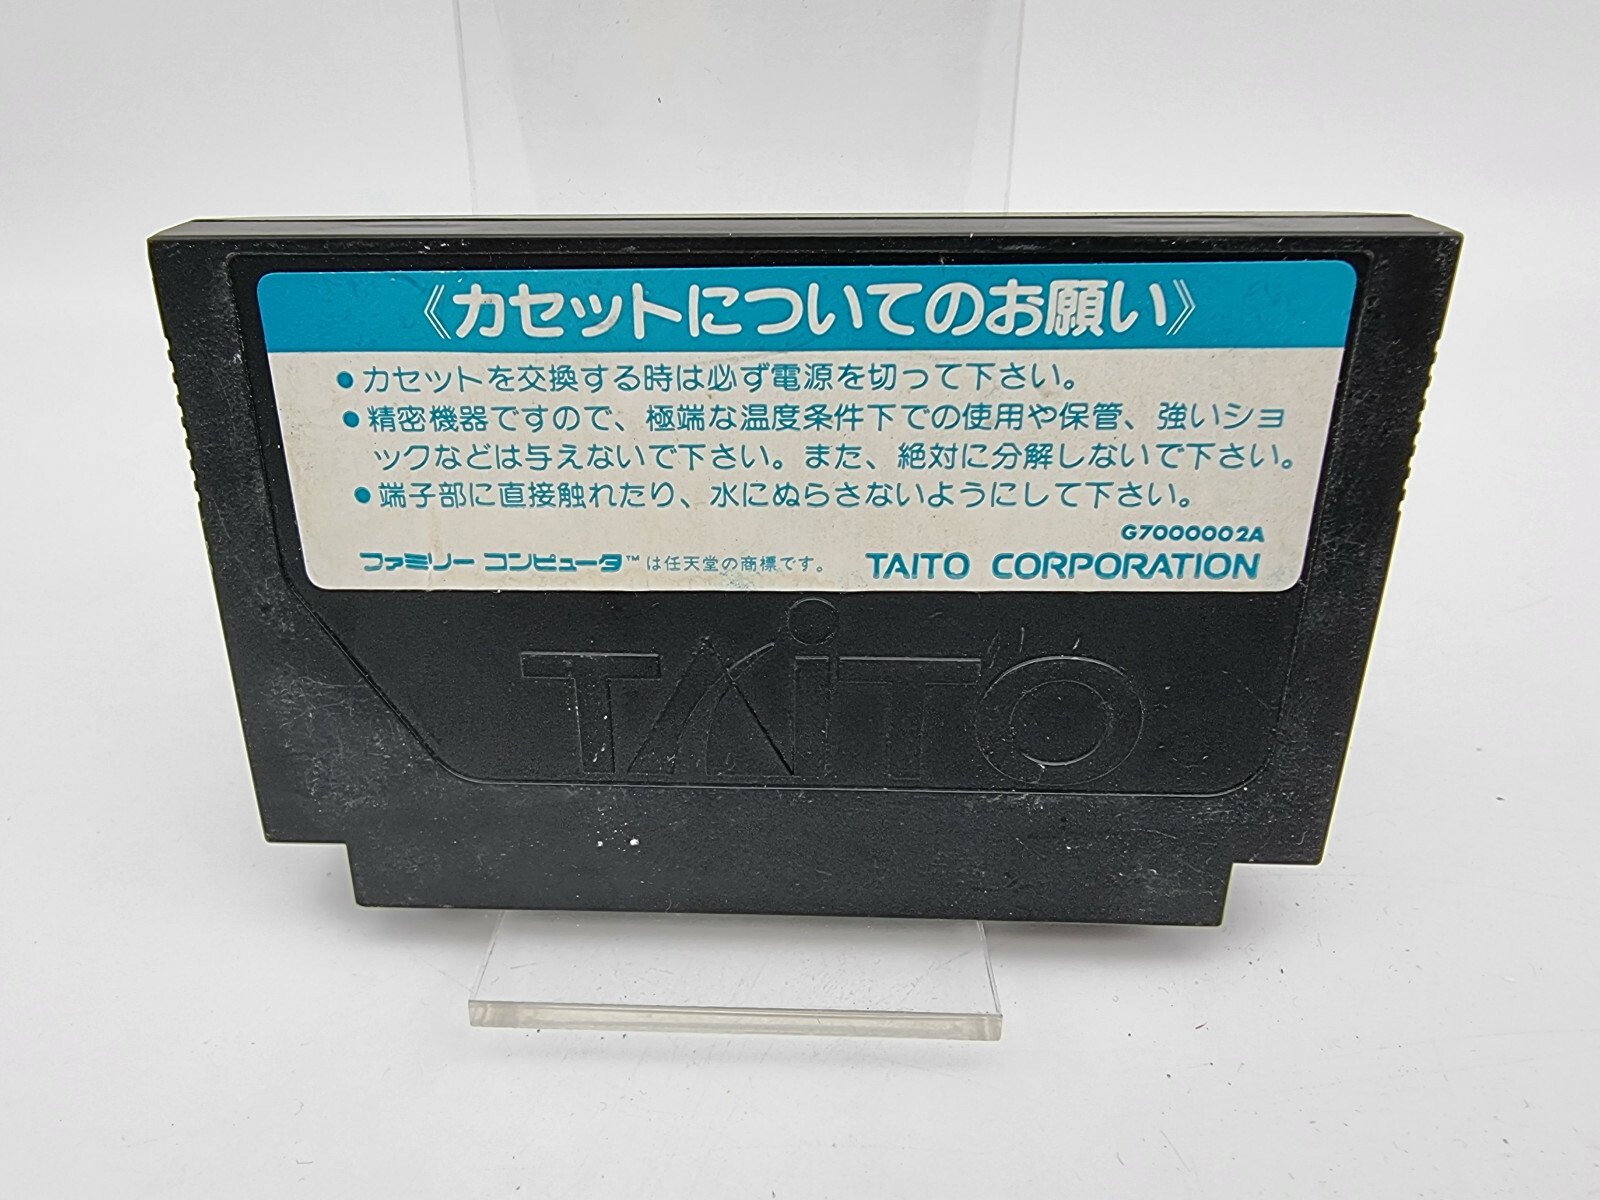 《カセットについてのお願い》
●カセットを交換する時は必ず電源を切って下さい。
●精密機器ですので、極端な温度条件下での使用や保管、強いショ
ックなどは与えないで下さい。また、絶対に分解しないで下さい。
●端子部に直接触れたり、水にぬらさないようにして下さい。
G7000002A
ファミリーコンピュータ™は任天堂の商標です。 TAITO CORPORATION
TAITO